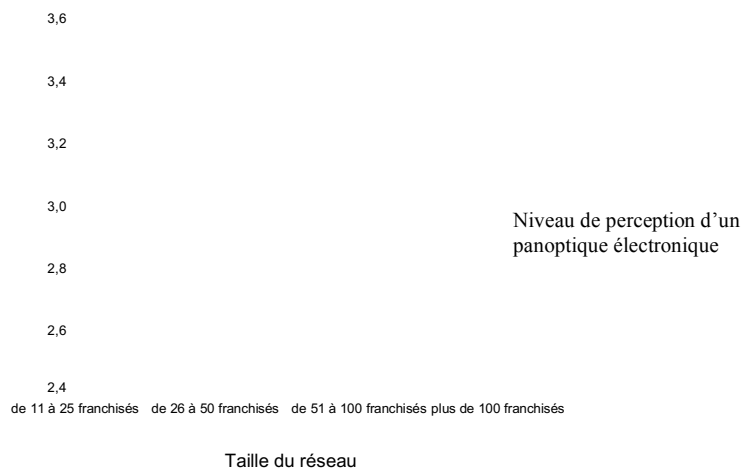 3,6
3,4
3,2
3,0
Niveau de perception d’un
panoptique électronique
2,8
2,6
2,4
de 11 à 25 franchisés de 26 à 50 franchisés de 51 à 100 franchisés plus de 100 franchisés
Taille du réseau